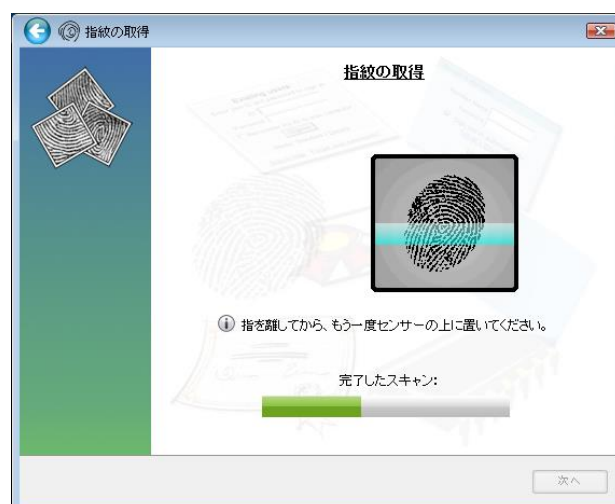 指紋の取得
指紋の取得
指を離してから、もう一度センサーの上に置いてください。
完了したスキャン:
次へ